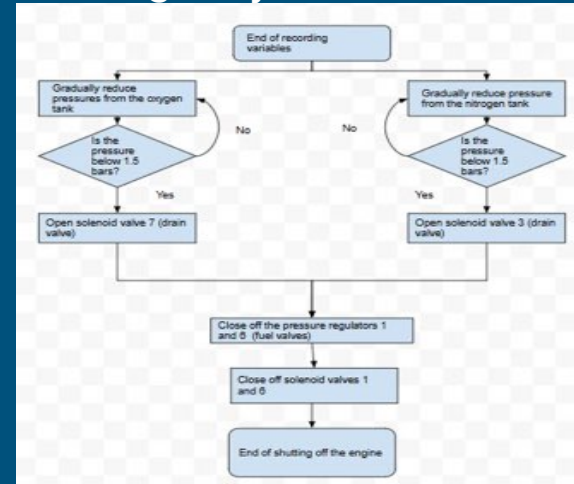 End of recording
variables
Gradually reduce
pressures from the oxygen
tank
Gradually reduce pressure
from the nitrogen tank
No
No
Is the
pressure
below 1.5
bars?
Is the
pressure
below 1.5
bars?
Yes
Yes
Open solenoid valve 7 (drain
valve)
Open solenoid valve 3 (drain
valve)
Close off the pressure regulators 1
and 6 (fuel valves)
Close off solenoid valves 1
and 6
End of shutting off the engine